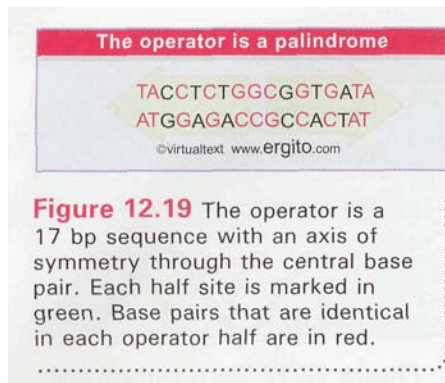 The operator is a palindrome
TACCTCTGGCGGTGATA
ATGGAGACCGCCACTAT
©virtualtext www.ergito.com
Figure 12.19 The operator is a
17 bp sequence with an axis of
symmetry through the central base
pair. Each half site is marked in
green. Base pairs that are identical
in each operator half are in red.